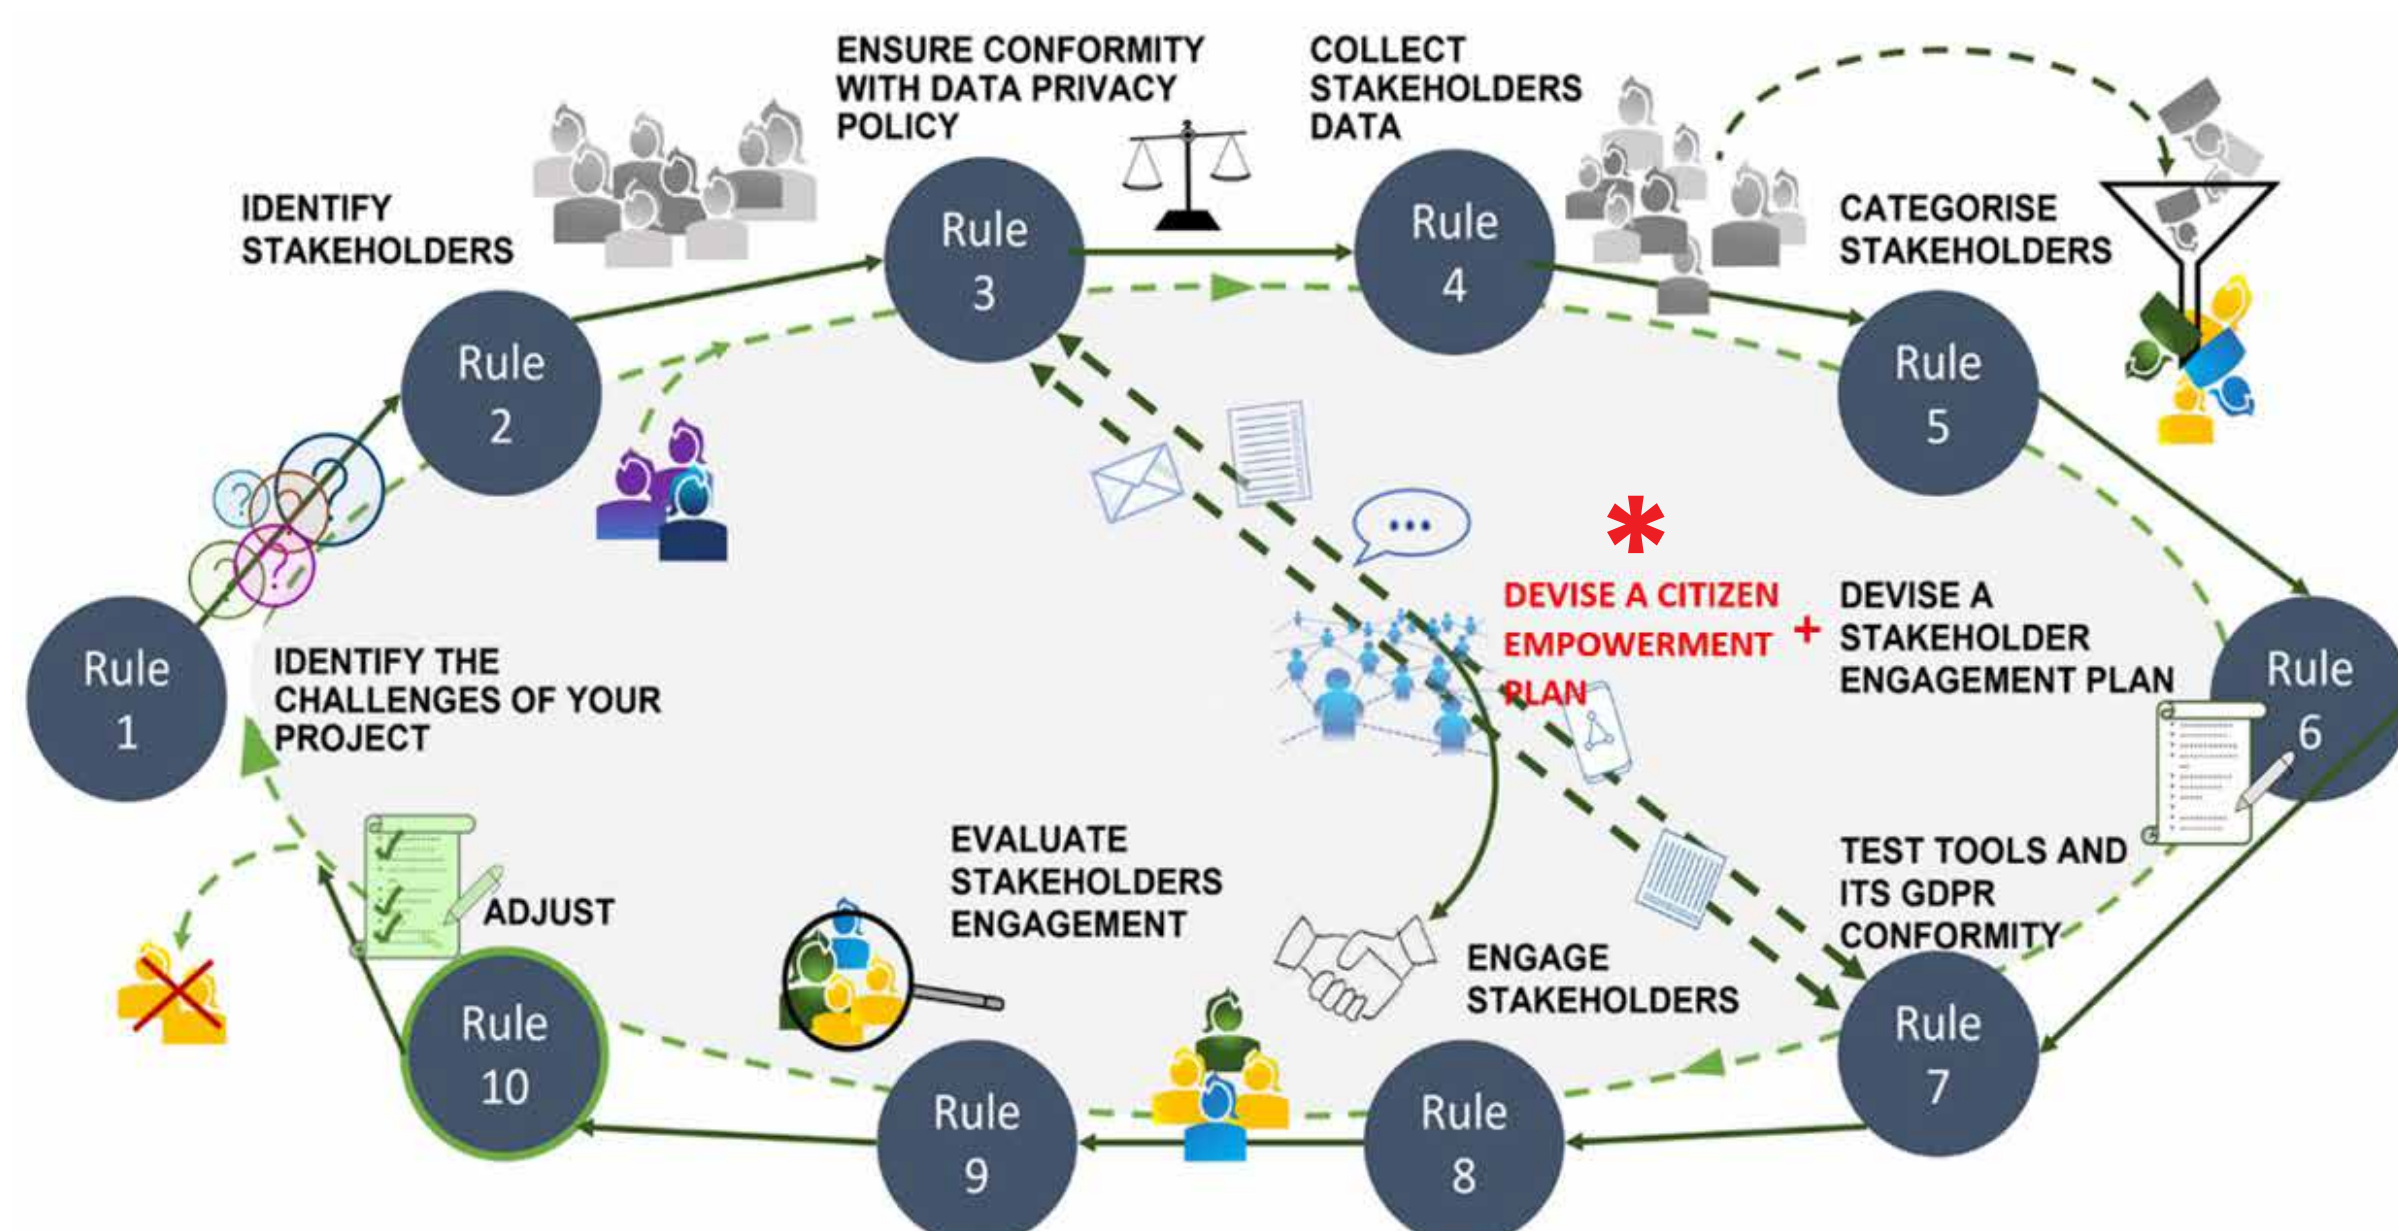 ENSURE CONFORMITY
WITH DATA PRIVACY
POLICY
COLLECT
STAKEHOLDERS
DATA
IDENTIFY
STAKEHOLDERS
CATEGORISE
STAKEHOLDERS
Rule
3
Rule
4
Rule
2
Rule
5
?
?
?
?
?
...
*
DEVISE A CITIZEN
EMPOWERMENT
PLAN
+
DEVISE A
STAKEHOLDER
ENGAGEMENT PLAN
Rule
1
IDENTIFY THE
CHALLENGES OF YOUR
PROJECT
Rule
6
EVALUATE
STAKEHOLDERS
ENGAGEMENT
TEST TOOLS AND
ITS GDPR
CONFORMITY
ADJUST
ENGAGE
STAKEHOLDERS
Rule
10
Rule
9
Rule
8
Rule
7